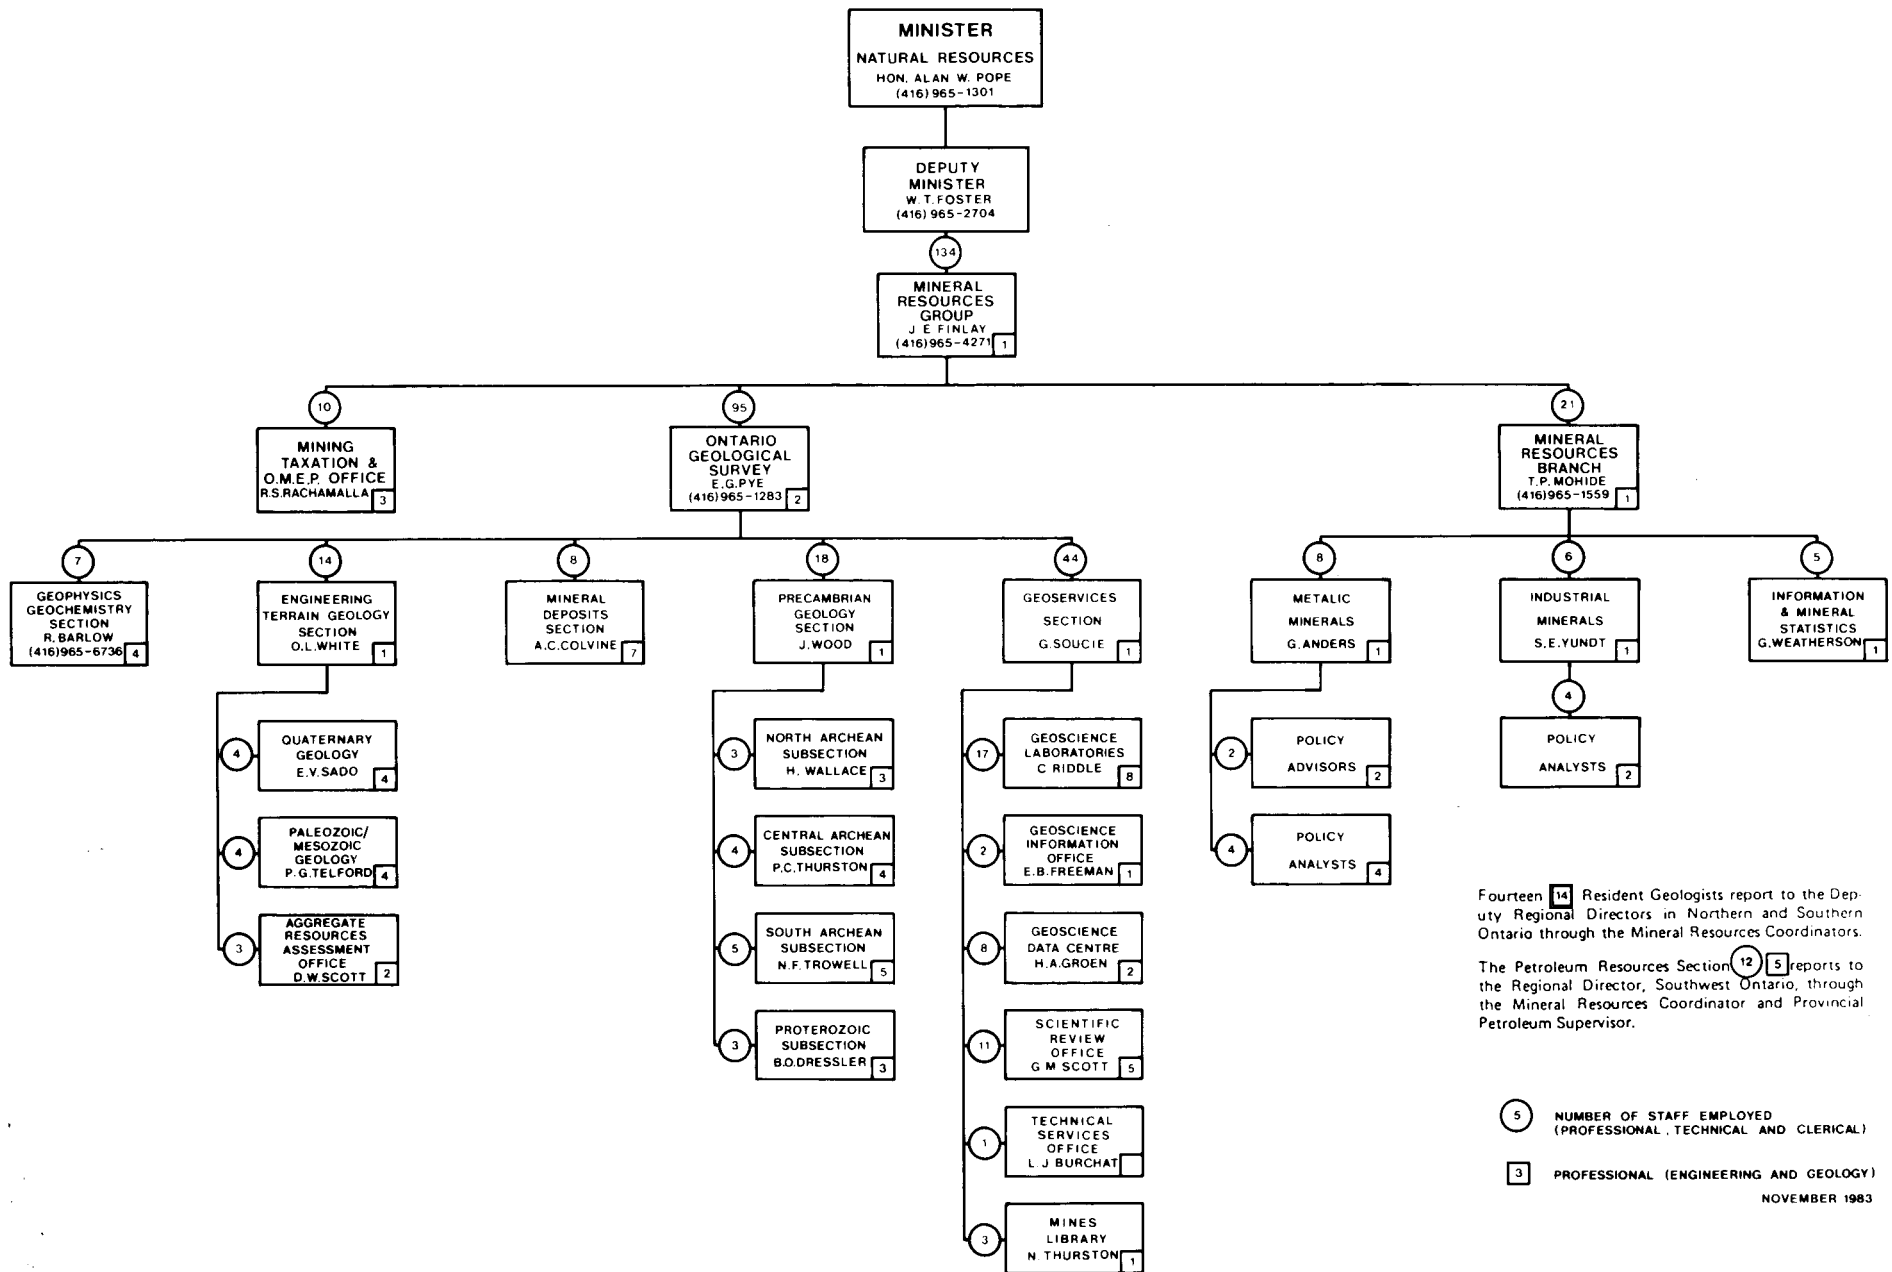 MINISTER
NATURAL RESOURCES
HON. ALAN W. POPE
(416)965-1301
DEPUTY
MINISTER
W.T.FOSTER
(416)965-2704
134
MINERAL
RESOURCES
GROUP
J E FINLAY
(416)965-4271 1
10
MINING
TAXATION &
O.M.E.P. OFFICE
R.S.RACHAMALLA 3
95
ONTARIO
GEOLOGICAL
SURVEY
E.G.PYE
(416)965-1283 2
21
MINERAL
RESOURCES
BRANCH
T.P.MOHIDE
(416)965-1559 1
7
GEOPHYSICS
GEOCHEMISTRY
SECTION
R.BARLOW
(416)965-6736 4
14
ENGINEERING
TERRAIN GEOLOGY
SECTION
O.L.WHITE 1
8
MINERAL
DEPOSITS
SECTION
A.C.COLVINE 7
18
PRECAMBRIAN
GEOLOGY
SECTION
J.WOOD 1
44
GEOSERVICES
SECTION
G.SOUCIE 1
8
METALIC
MINERALS
G.ANDERS 1
6
INDUSTRIAL
MINERALS
S.E.YUNDT 1
5
INFORMATION
& MINERAL
STATISTICS
G.WEATHERSON 1
4
QUATERNARY
GEOLOGY
E.V.SADO 4
4
PALEOZOIC/
MESOZOIC
GEOLOGY
P.G.TELFORD 4
3
AGGREGATE
RESOURCES
ASSESSMENT
OFFICE
D.W.SCOTT 2
3
NORTH ARCHEAN
SUBSECTION
H. WALLACE 3
4
CENTRAL ARCHEAN
SUBSECTION
P.C.THURSTON 4
5
SOUTH ARCHEAN
SUBSECTION
N.F.TROWELL 5
3
PROTEROZOIC
SUBSECTION
B.O.DRESSLER 3
17
GEOSCIENCE
LABORATORIES
C RIDDLE 8
2
GEOSCIENCE
INFORMATION
OFFICE
E.B.FREEMAN 1
8
GEOSCIENCE
DATA CENTRE
H.A.GROEN 2
11
SCIENTIFIC
REVIEW
OFFICE
G M SCOTT 5
1
TECHNICAL
SERVICES
OFFICE
L.J BURCHAT
3
MINES
LIBRARY
N.THURSTON 1
2
POLICY
ADVISORS 2
4
POLICY
ANALYSTS 4
4
POLICY
ANALYSTS 2
Fourteen 14 Resident Geologists report to the Dep-
uty Regional Directors in Northern and Southern
Ontario through the Mineral Resources Coordinators.
The Petroleum Resources Section 12 5 reports to
the Regional Director, Southwest Ontario, through
the Mineral Resources Coordinator and Provincial
Petroleum Supervisor.
5 NUMBER OF STAFF EMPLOYED
(PROFESSIONAL, TECHNICAL AND CLERICAL)
3 PROFESSIONAL (ENGINEERING AND GEOLOGY)
NOVEMBER 1983